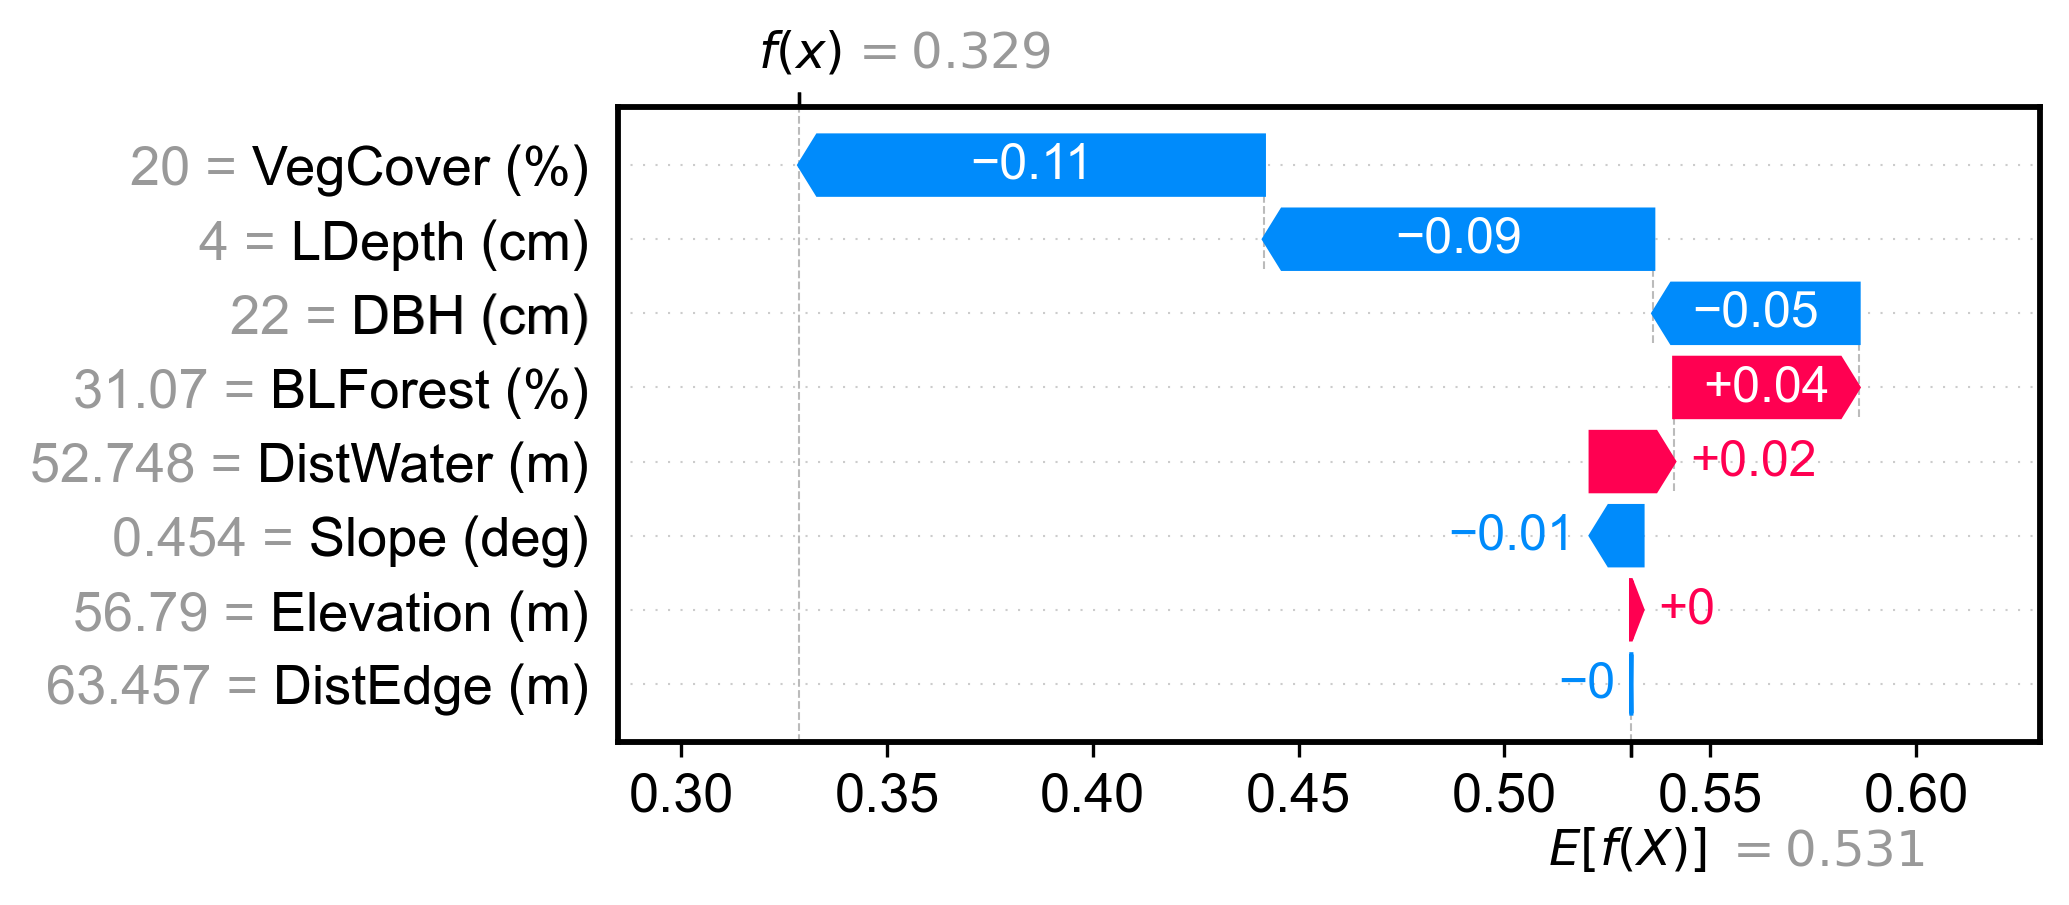 f(x) = 0.329
20 = VegCover (%)
−0.11
4 = LDepth (cm)
−0.09
22 = DBH (cm)
−0.05
31.07 = BLForest (%)
+0.04
52.748 = DistWater (m)
+0.02
0.454 = Slope (deg)
−0.01
56.79 = Elevation (m)
+0
63.457 = DistEdge (m)
−0
0.30 0.35 0.40 0.45 0.50 0.55 0.60
E[f(X)] = 0.531